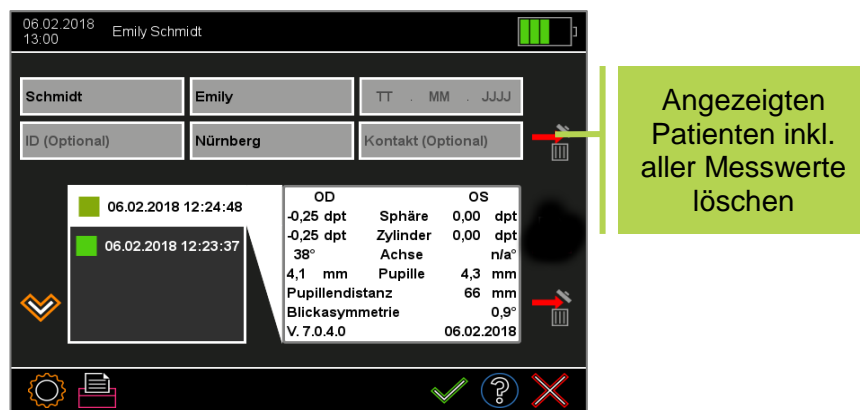 06.02.2018
13:00
Emily Schmidt
Schmidt
Emily
TT . MM . JJJJ
ID (Optional)
Nürnberg
Kontakt (Optional)
06.02.2018 12:24:48
06.02.2018 12:23:37
OD OS
-0,25 dpt Sphäre 0,00 dpt
-0,25 dpt Zylinder 0,00 dpt
38° Achse n/a°
4,1 mm Pupille 4,3 mm
Pupillendistanz 66 mm
Blickasymmetrie 0,9°
V. 7.0.4.0 06.02.2018
?
Angezeigten
Patienten inkl.
aller Messwerte
löschen